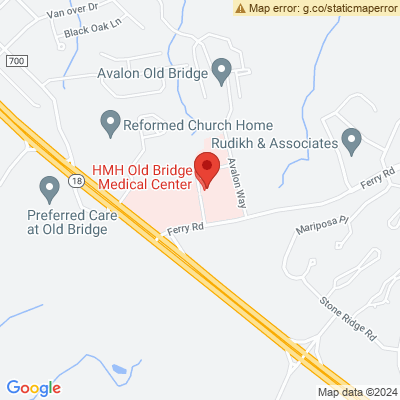 Map error: g.co/staticmaperror
Van over Dr
Black Oak Ln
700
Avalon Old Bridge
Reformed Church Home
Rudikh & Associates
HMH Old Bridge
Medical Center
Avalon Way
18
Ferry Rd
Preferred Care
at Old Bridge
Mariposa Pl
Ferry Rd
Stone Ridge Rd
Google
Map data ©2024